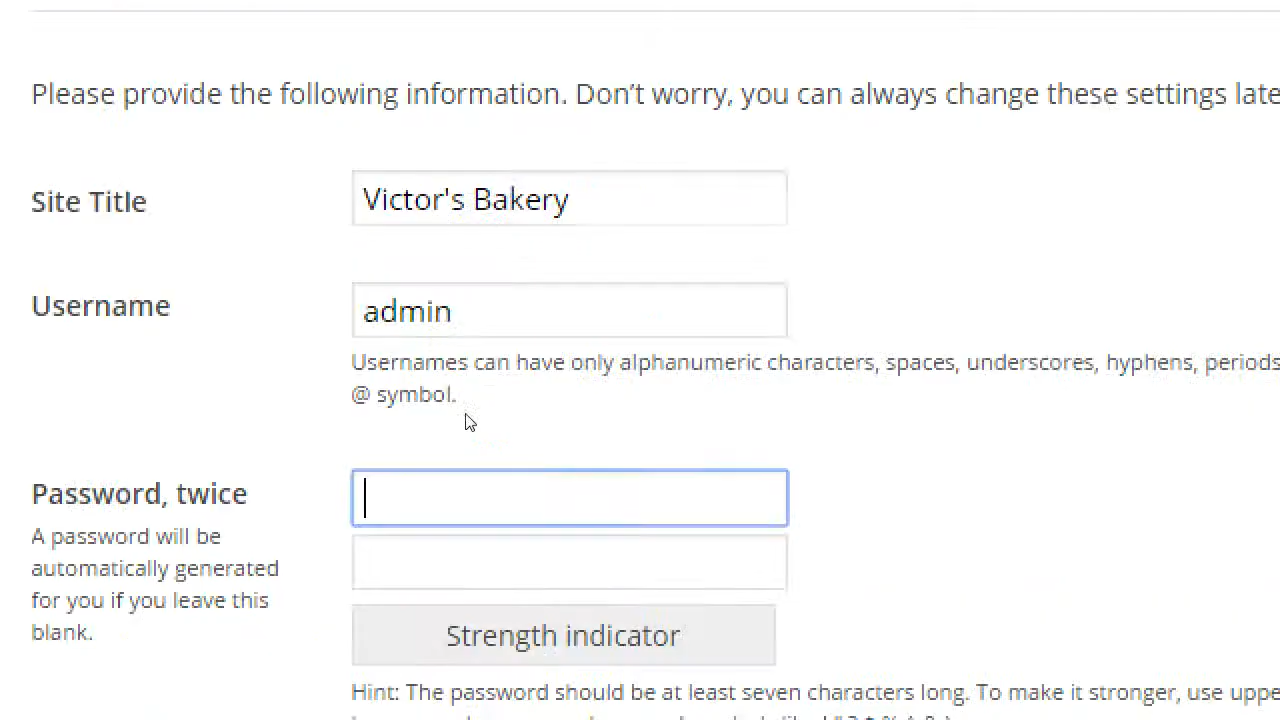 Please provide the following information. Don’t worry, you can always change these settings late
Site Title
Victor's Bakery
Username
admin
Usernames can have only alphanumeric characters, spaces, underscores, hyphens, periods
@ symbol.
Password, twice
A password will be
automatically generated
for you if you leave this
blank.
Strength indicator
Hint: The password should be at least seven characters long. To make it stronger, use uppe